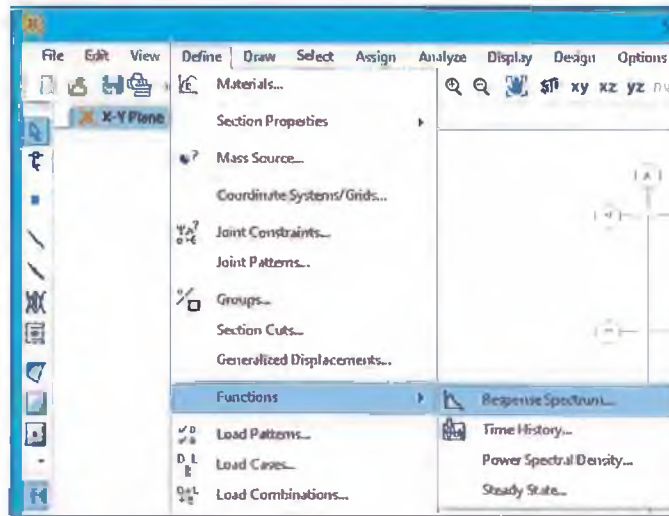 File Edit View Define Draw Select Assign Analyze Display Design Options
xy xz yz nv
X-Y Plane
Materials...
Section Properties
Mass Source...
Coordinate Systems/Grids...
Joint Constraints...
Joint Patterns...
Groups...
Section Cuts...
Generalized Displacements...
Functions
Response Spectrum...
Load Patterns...
Time History...
Load Cases...
Power Spectral Density...
Load Combinations...
Steady State...